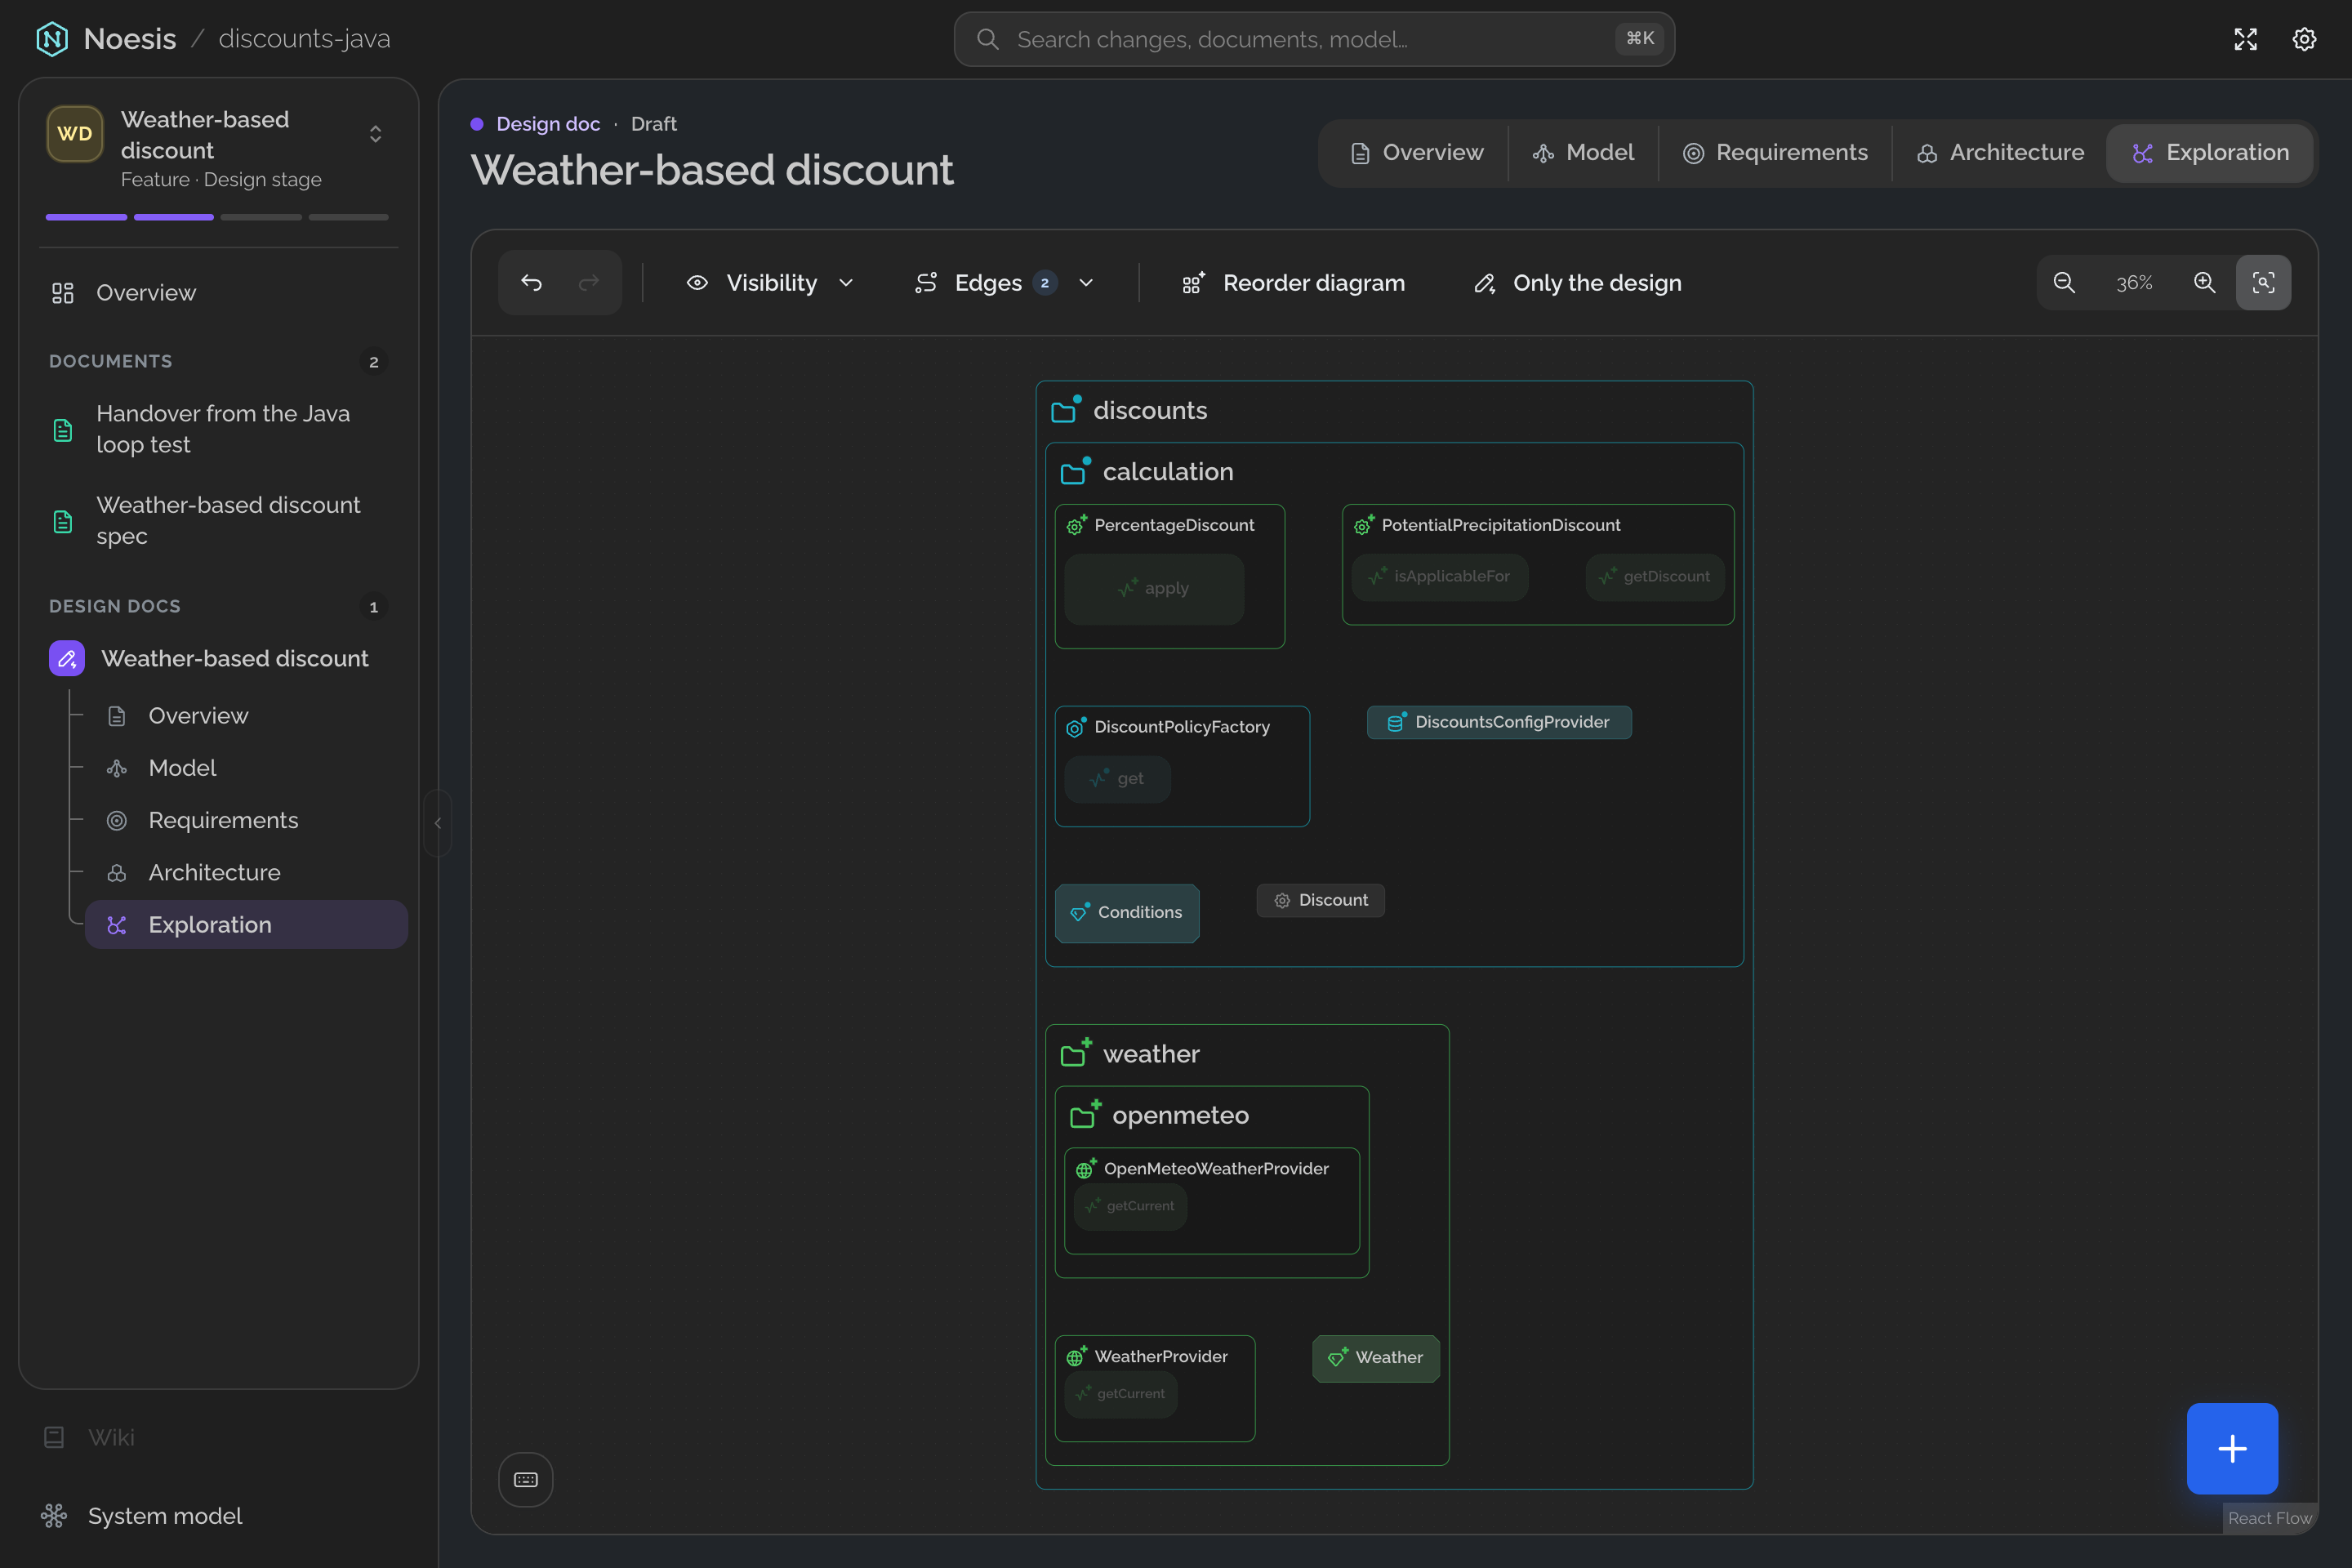 Noesis / discounts-java
Search changes, documents, model...
⌘K
WD
Weather-based
discount
Feature · Design stage
Overview
DOCUMENTS 2
Handover from the Java
loop test
Weather-based discount
spec
DESIGN DOCS 1
Weather-based discount
Overview
Model
Requirements
Architecture
Exploration
Wiki
System model
Design doc · Draft
Weather-based discount
Overview
Model
Requirements
Architecture
Exploration
Visibility
Edges 2
Reorder diagram
Only the design
36%
discounts
calculation
PercentageDiscount
apply
PotentialPrecipitationDiscount
isApplicableFor
getDiscount
DiscountPolicyFactory
get
DiscountsConfigProvider
Conditions
Discount
weather
openmeteo
OpenMeteoWeatherProvider
getCurrent
WeatherProvider
getCurrent
Weather
React Flow